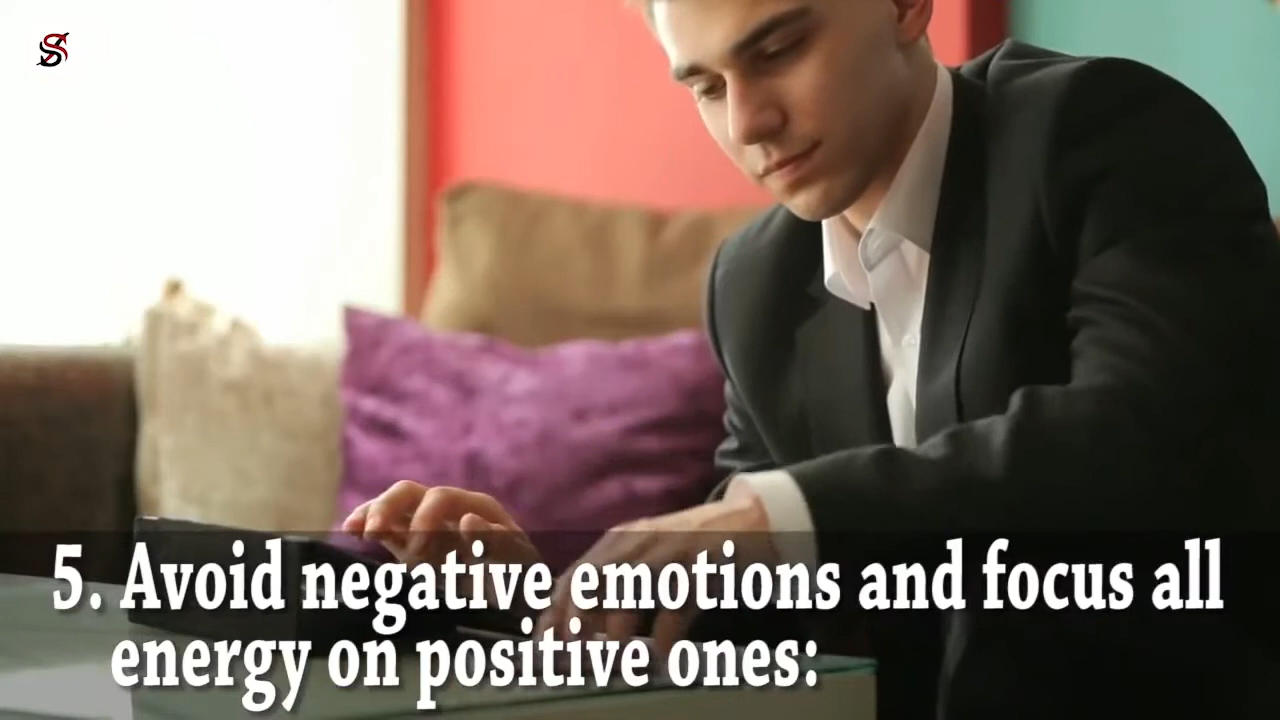 5. Avoid negative emotions and focus all
energy on positive ones: